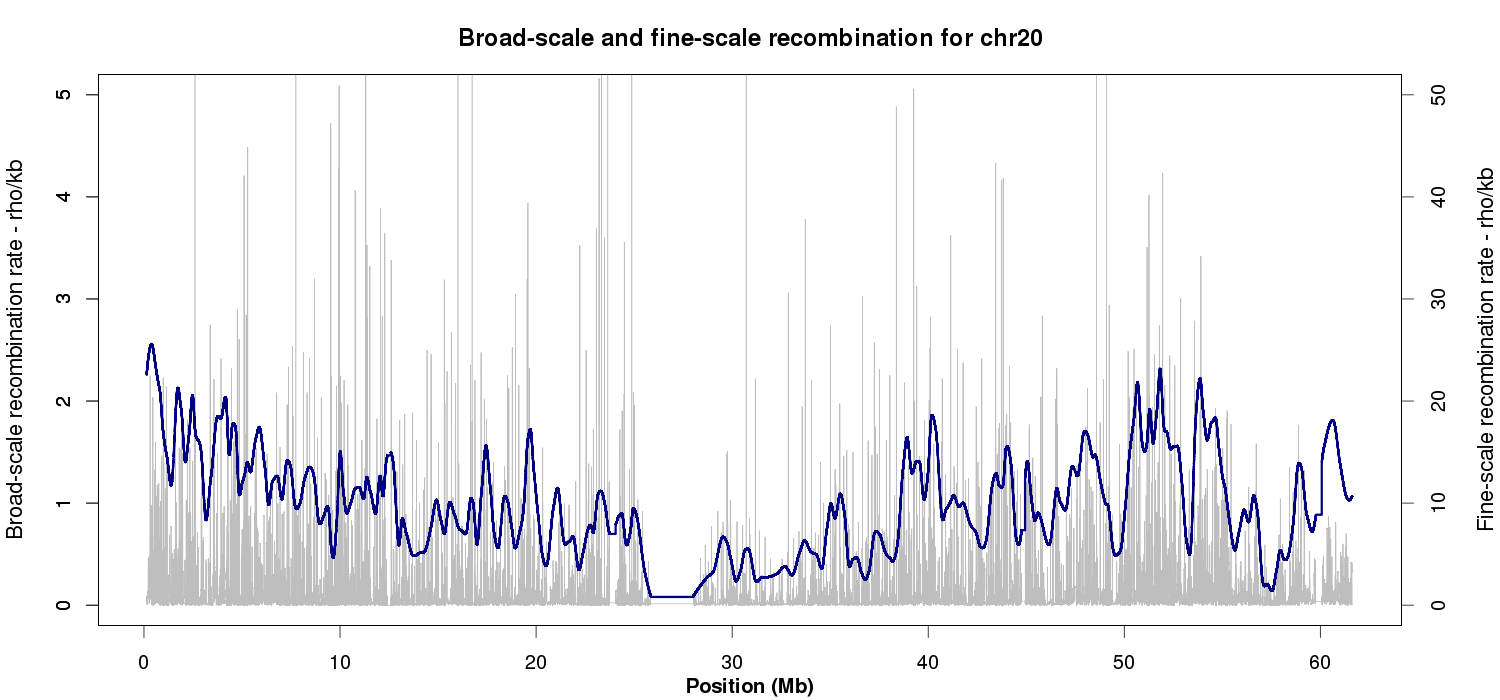 Broad-scale and fine-scale recombination for chr20
Broad-scale recombination rate - rho/kb
0 1 2 3 4 5
0 10 20 30 40 50 60
Position (Mb)
0 10 20 30 40 50
Fine-scale recombination rate - rho/kb